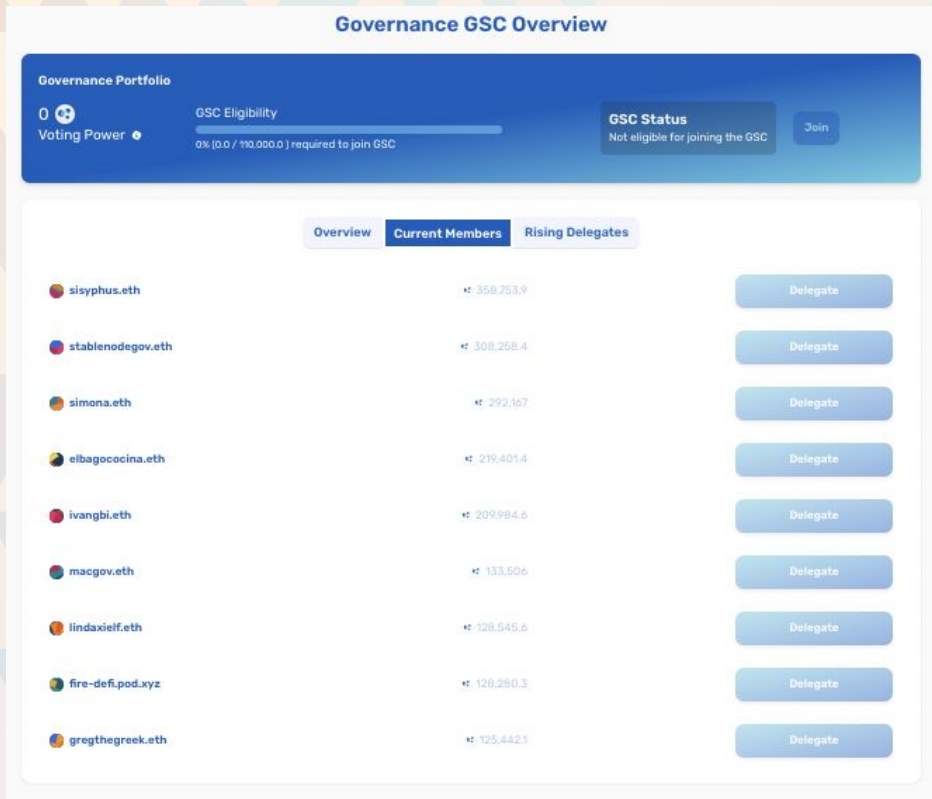 Governance GSC Overview
Governance Portfolio
0
Voting Power
GSC Eligibility
0% (0.0 / 110,000.0 ) required to join GSC
GSC Status
Not eligible for joining the GSC
Join
Overview Current Members Rising Delegates
sisyphus.eth 358,753.9 Delegate
stablenodegov.eth 308,258.4 Delegate
simona.eth 292,167 Delegate
elbagococina.eth 219,401.4 Delegate
ivangbi.eth 209,984.6 Delegate
macgov.eth 133,506 Delegate
lindaxielf.eth 128,545.6 Delegate
fire-defi.pod.xyz 128,280.3 Delegate
gregthegreek.eth 125,442.1 Delegate